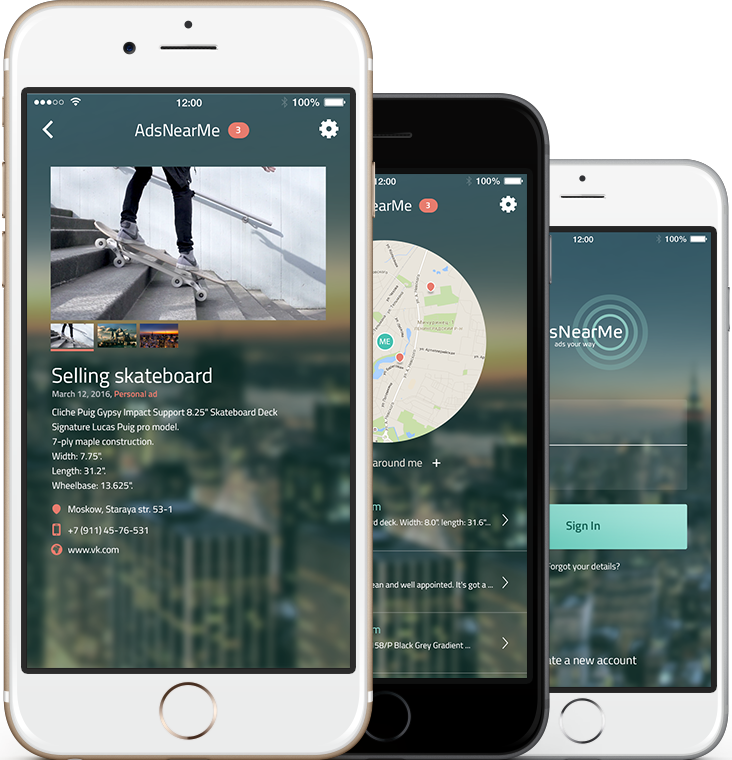 12:00
100%
AdsNearMe 3
Selling skateboard
March 12, 2016, Personal ad
Cliche Puig Gypsy Impact Support 8.25" Skateboard Deck
Signature Lucas Puig pro model.
7-ply maple construction.
Width: 7.75".
Length: 31.2".
Wheelbase: 13.625".
Moskow, Staraya str. 53-1
+7 (911) 45-76-531
www.vk.com
12:00
100%
earMe 3
ME
around me +
m
d deck. Width: 8.0" length: 31.6"...
ean and well appointed. It's got a ...
m
58/P Black Grey Gradient ...
12:00
100%
sNearMe
ads your way
Sign In
Forgot your details?
te a new account